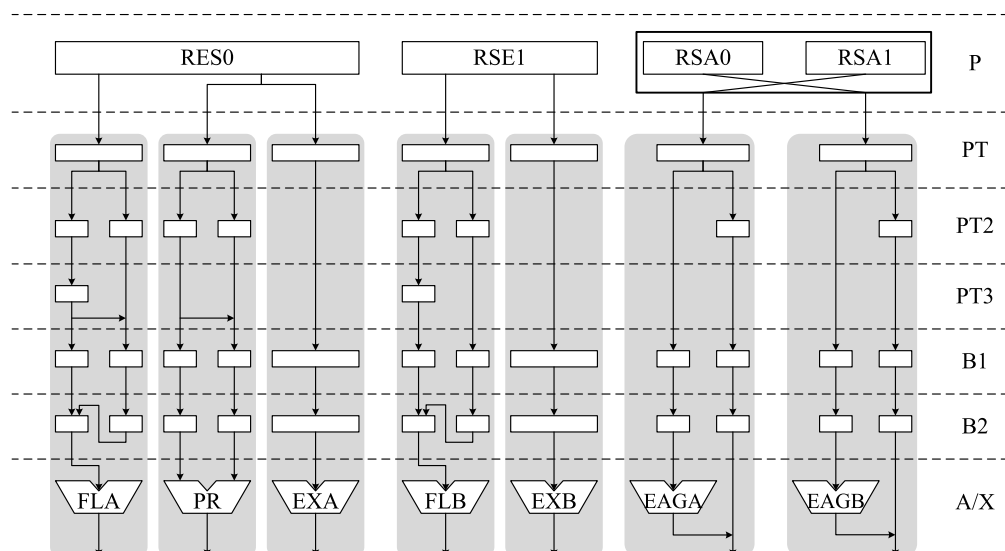 RES0 RSE1 RSA0 RSA1 P
PT
PT2
PT3
B1
B2
FLA PR EXA FLB EXB EAGA EAGB A/X